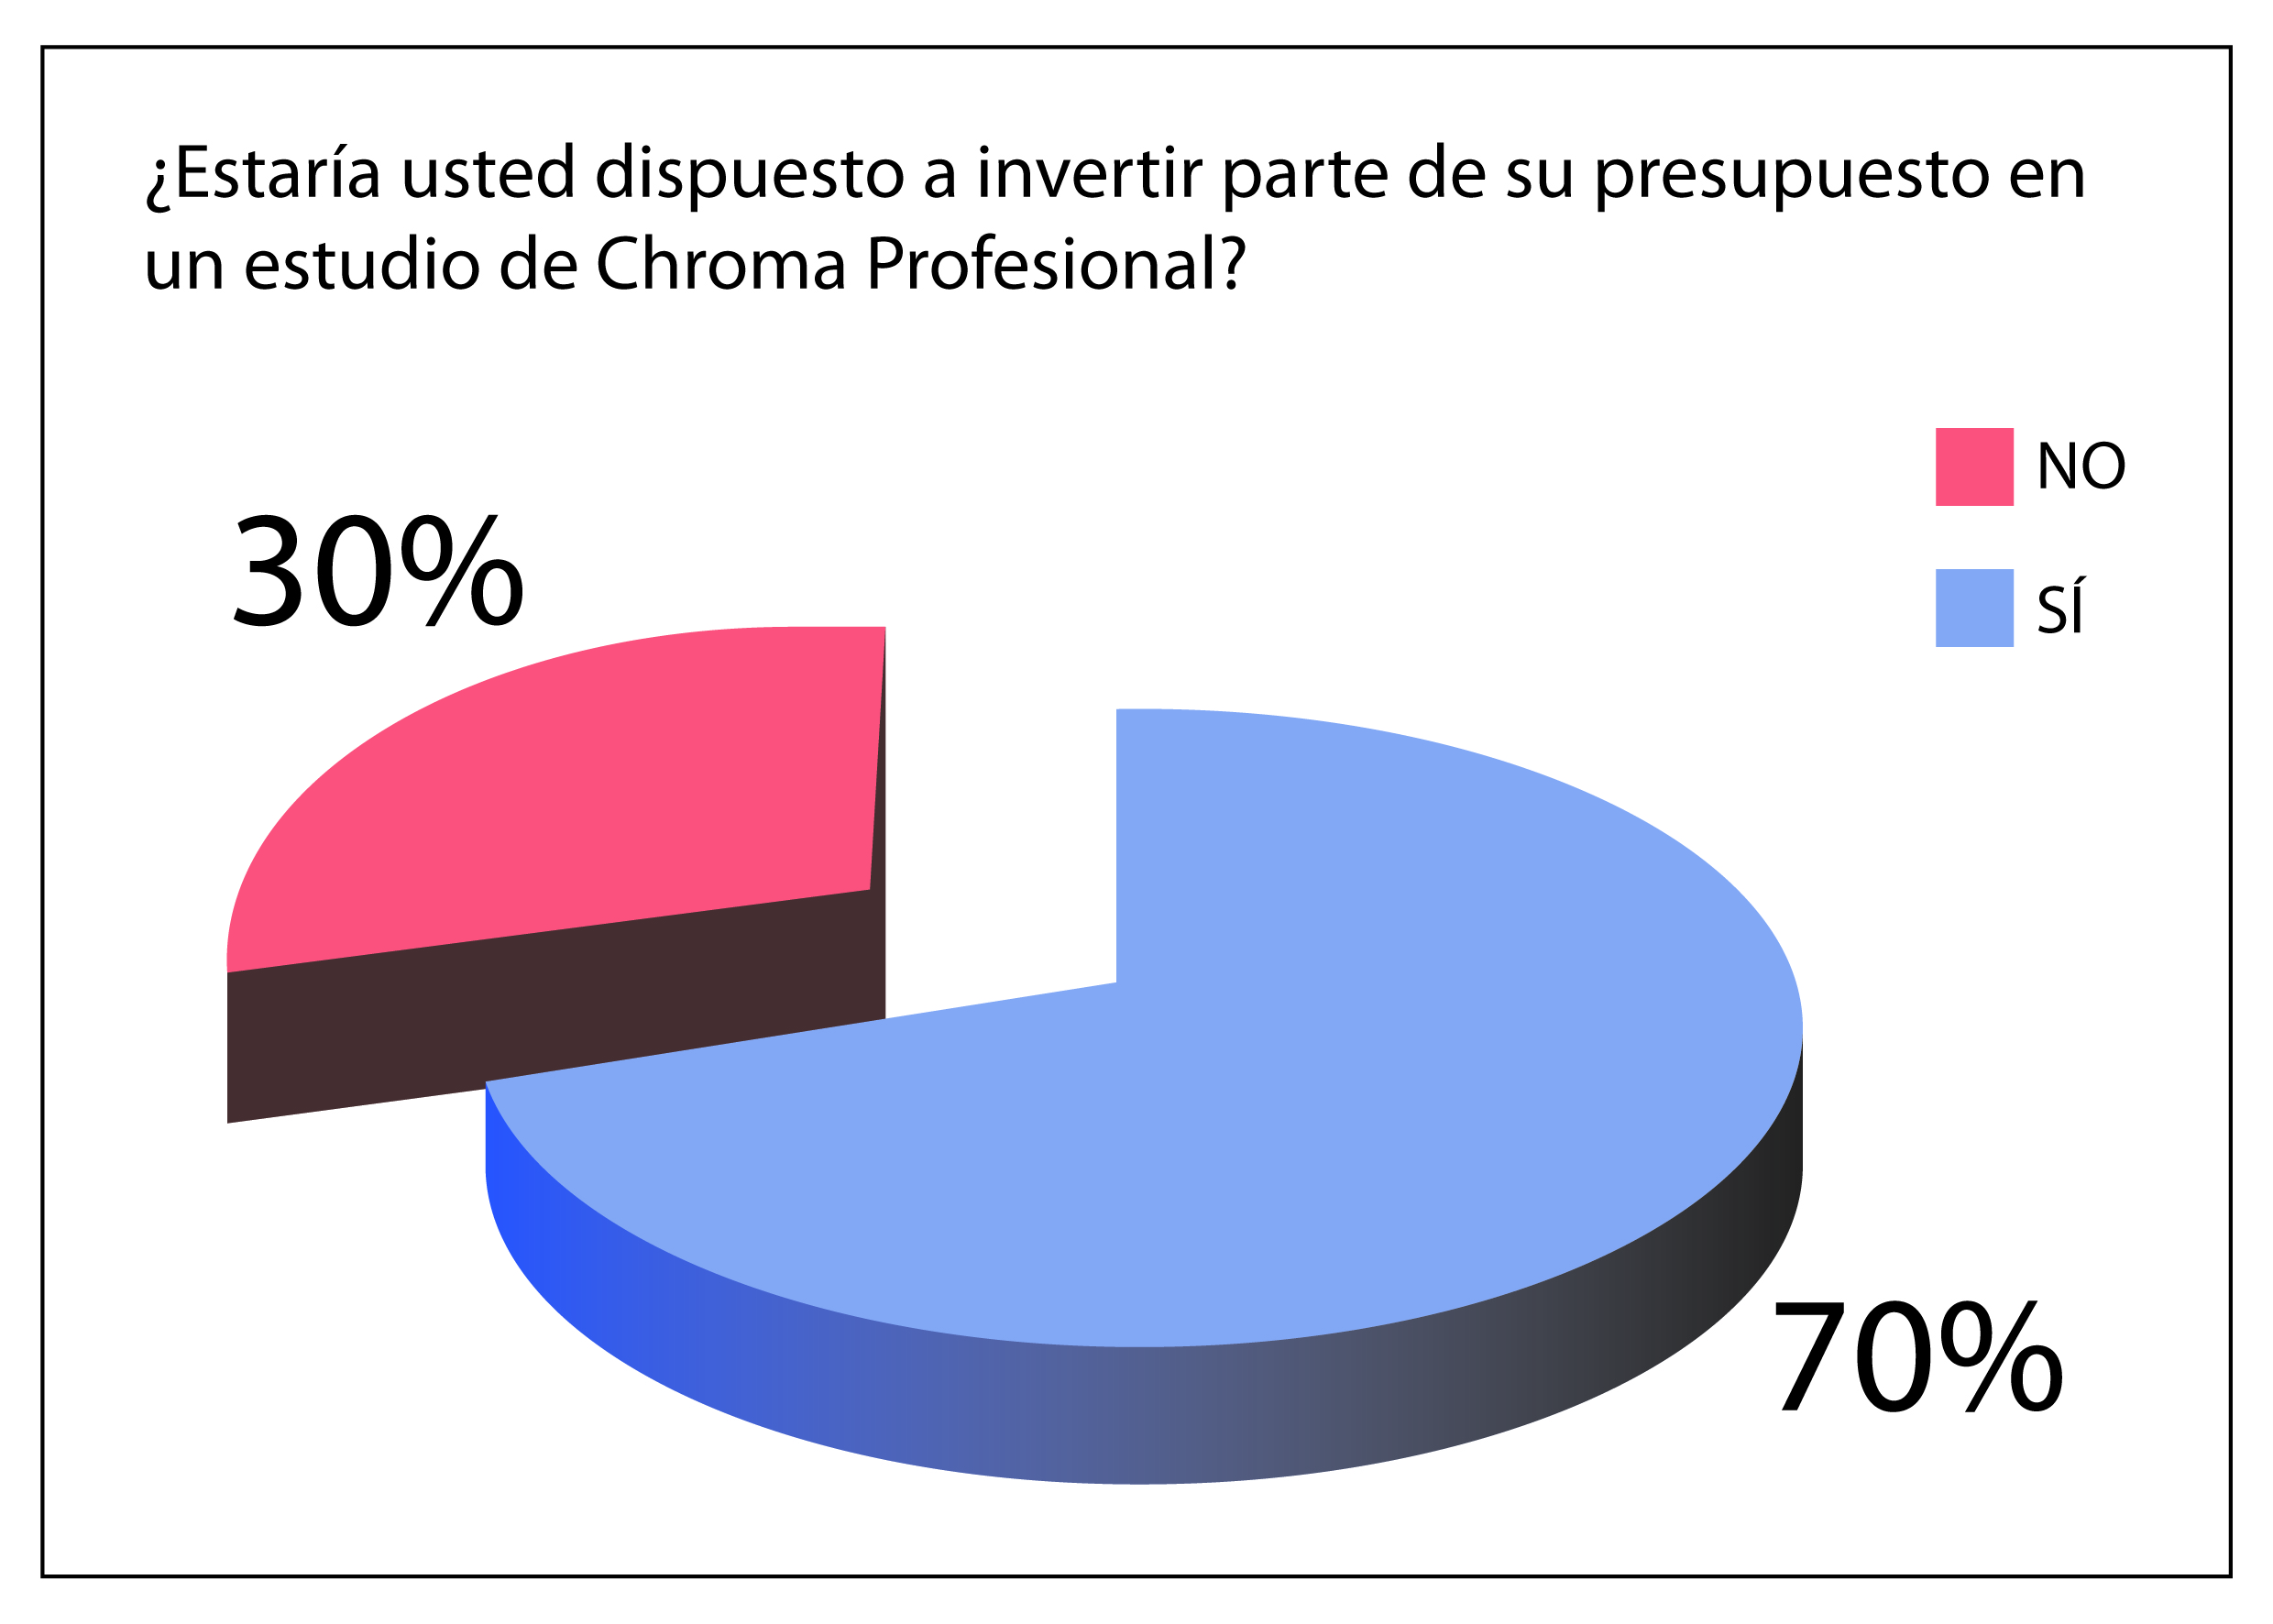 ¿Estaría usted dispuesto a invertir parte de su presupuesto en
un estudio de Chroma Profesional?
NO
SÍ
30%
70%